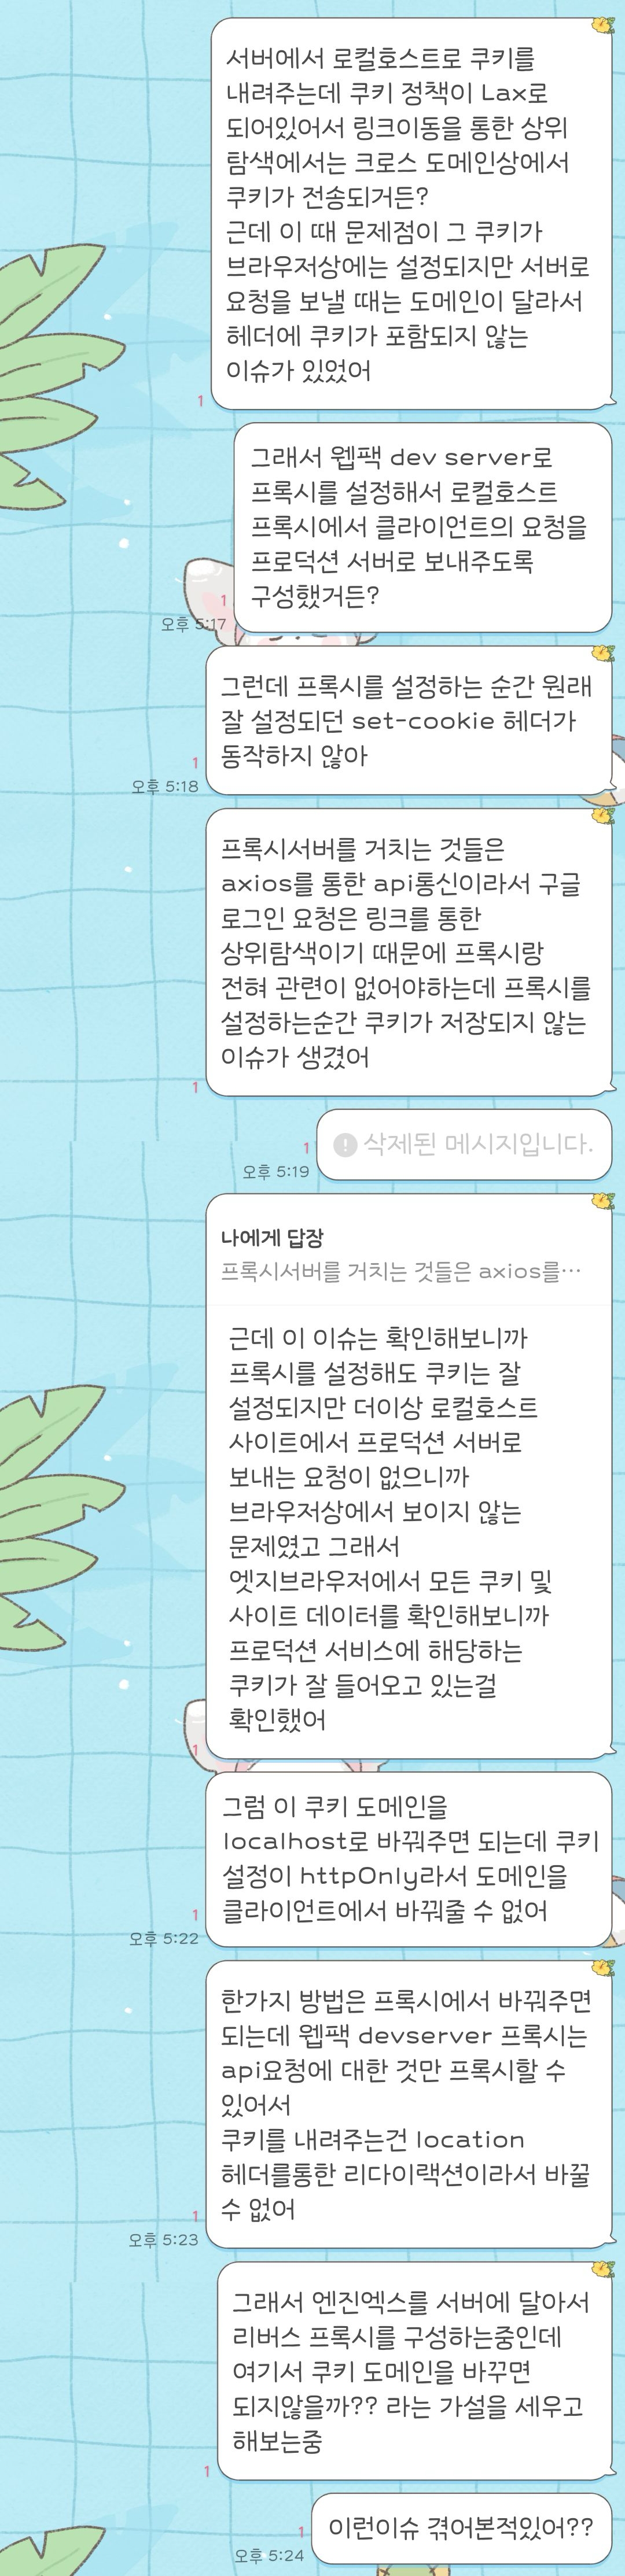 서버에서 로컬호스트로 쿠키를
내려주는데 쿠키 정책이 Lax로
되어있어서 링크이동을 통한 상위
탐색에서는 크로스 도메인상에서
쿠키가 전송되거든?
근데 이 때 문제점이 그 쿠키가
브라우저상에는 설정되지만 서버로
요청을 보낼 때는 도메인이 달라서
헤더에 쿠키가 포함되지 않는
이슈가 있었어
1
그래서 웹팩 dev server로
프록시를 설정해서 로컬호스트
프록시에서 클라이언트의 요청을
프로덕션 서버로 보내주도록
구성했거든?
1
오후 5:17
그런데 프록시를 설정하는 순간 원래
잘 설정되던 set-cookie 헤더가
동작하지 않아
1
오후 5:18
프록시서버를 거치는 것들은
axios를 통한 api통신이라서 구글
로그인 요청은 링크를 통한
상위탐색이기 때문에 프록시랑
전혀 관련이 없어야하는데 프록시를
설정하는순간 쿠키가 저장되지 않는
이슈가 생겼어
1
삭제된 메시지입니다.
1
오후 5:19
나에게 답장
프록시서버를 거치는 것들은 axios를…
근데 이 이슈는 확인해보니까
프록시를 설정해도 쿠키는 잘
설정되지만 더이상 로컬호스트
사이트에서 프로덕션 서버로
보내는 요청이 없으니까
브라우저상에서 보이지 않는
문제였고 그래서
엣지브라우저에서 모든 쿠키 및
사이트 데이터를 확인해보니까
프로덕션 서비스에 해당하는
쿠키가 잘 들어오고 있는걸
확인했어
1
그럼 이 쿠키 도메인을
localhost로 바꿔주면 되는데 쿠키
설정이 httpOnly라서 도메인을
클라이언트에서 바꿔줄 수 없어
1
오후 5:22
한가지 방법은 프록시에서 바꿔주면
되는데 웹팩 devserver 프록시는
api요청에 대한 것만 프록시할 수
있어서
쿠키를 내려주는건 location
헤더를통한 리다이랙션이라서 바꿀
수 없어
1
오후 5:23
그래서 엔진엑스를 서버에 달아서
리버스 프록시를 구성하는중인데
여기서 쿠키 도메인을 바꾸면
되지않을까?? 라는 가설을 세우고
해보는중
1
이런이슈 겪어본적있어??
1
오후 5:24